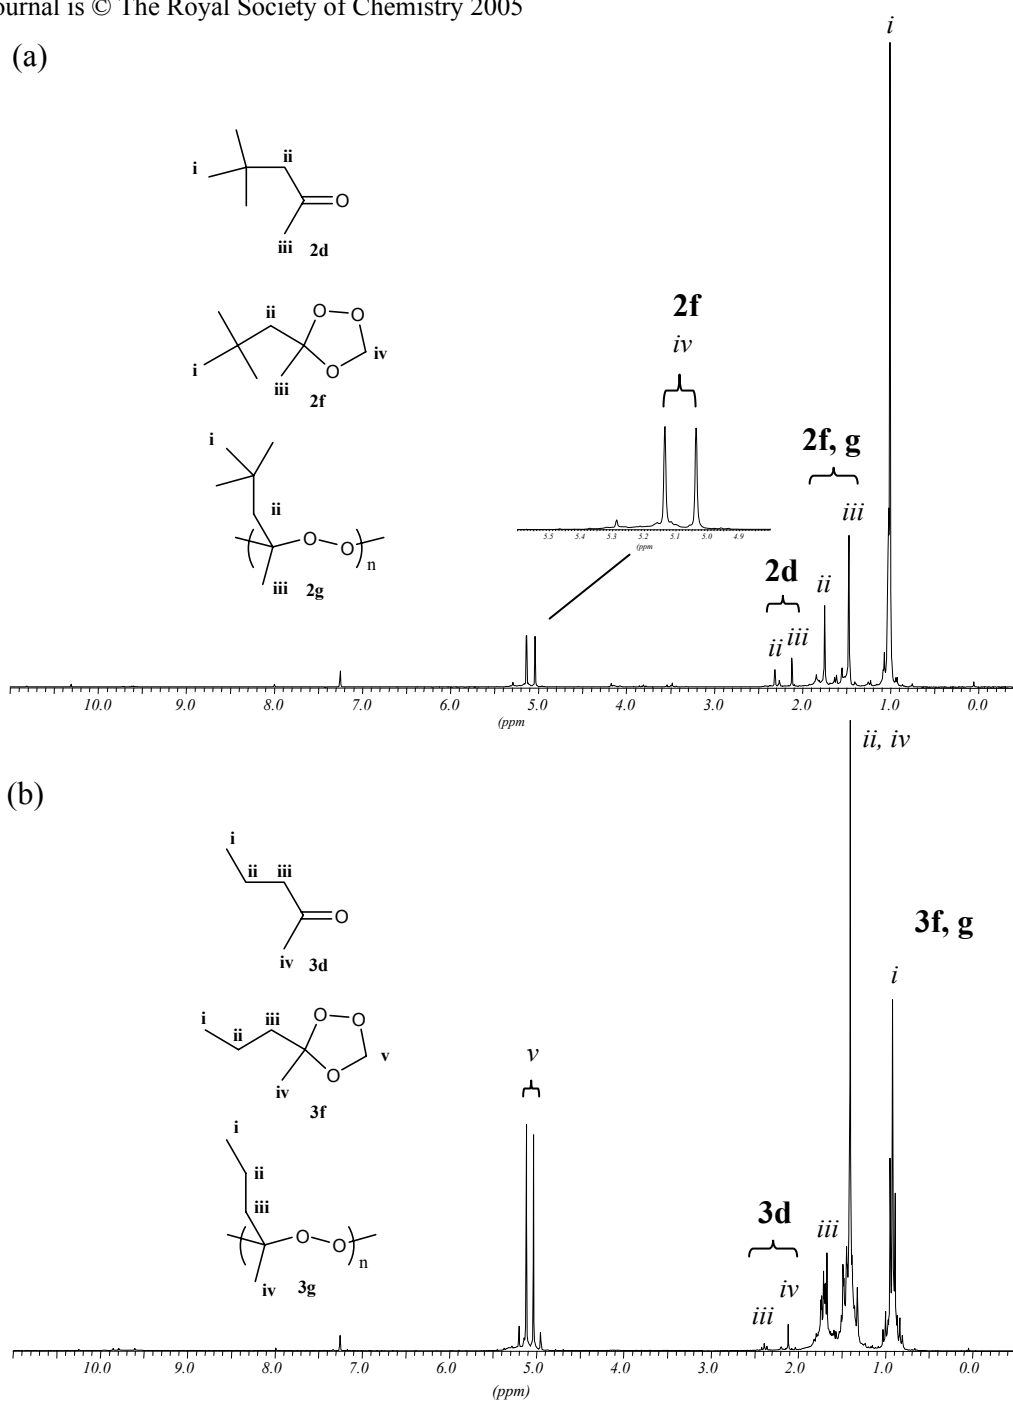 ournal is © The Royal Society of Chemistry 2005
(a)
i
i
ii
O
iii 2d
ii
O O
i
iv
O
iii
2f
i
ii
O O
n
iii 2g
2f
iv
5.5 5.4 5.3 5.2 5.1 5.0 4.9
(ppm
2f, g
iii
2d
ii
ii iii
10.0 9.0 8.0 7.0 6.0 5.0 4.0 3.0 2.0 1.0 0.0
(ppm
(b)
ii, iv
i
ii iii
O
iv 3d
i
ii
iii
O O
v
O
iv
3f
i
ii
iii
O O
n
iv 3g
v
3f, g
i
3d
iii
iv
iii
10.0 9.0 8.0 7.0 6.0 5.0 4.0 3.0 2.0 1.0 0.0
(ppm)